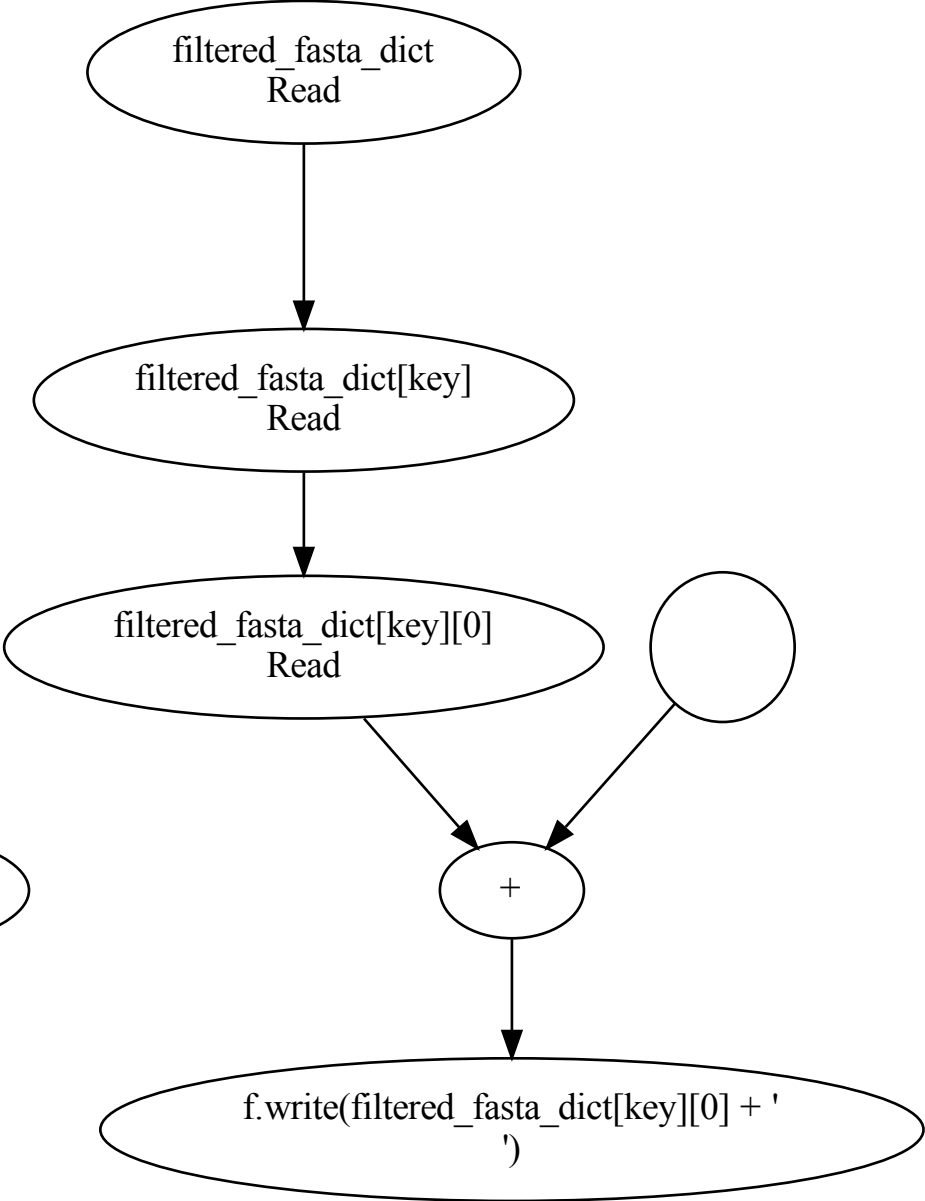 filtered_fasta_dict
Read
filtered_fasta_dict[key]
Read
filtered_fasta_dict[key][0]
Read
+
f.write(filtered_fasta_dict[key][0] + '
')